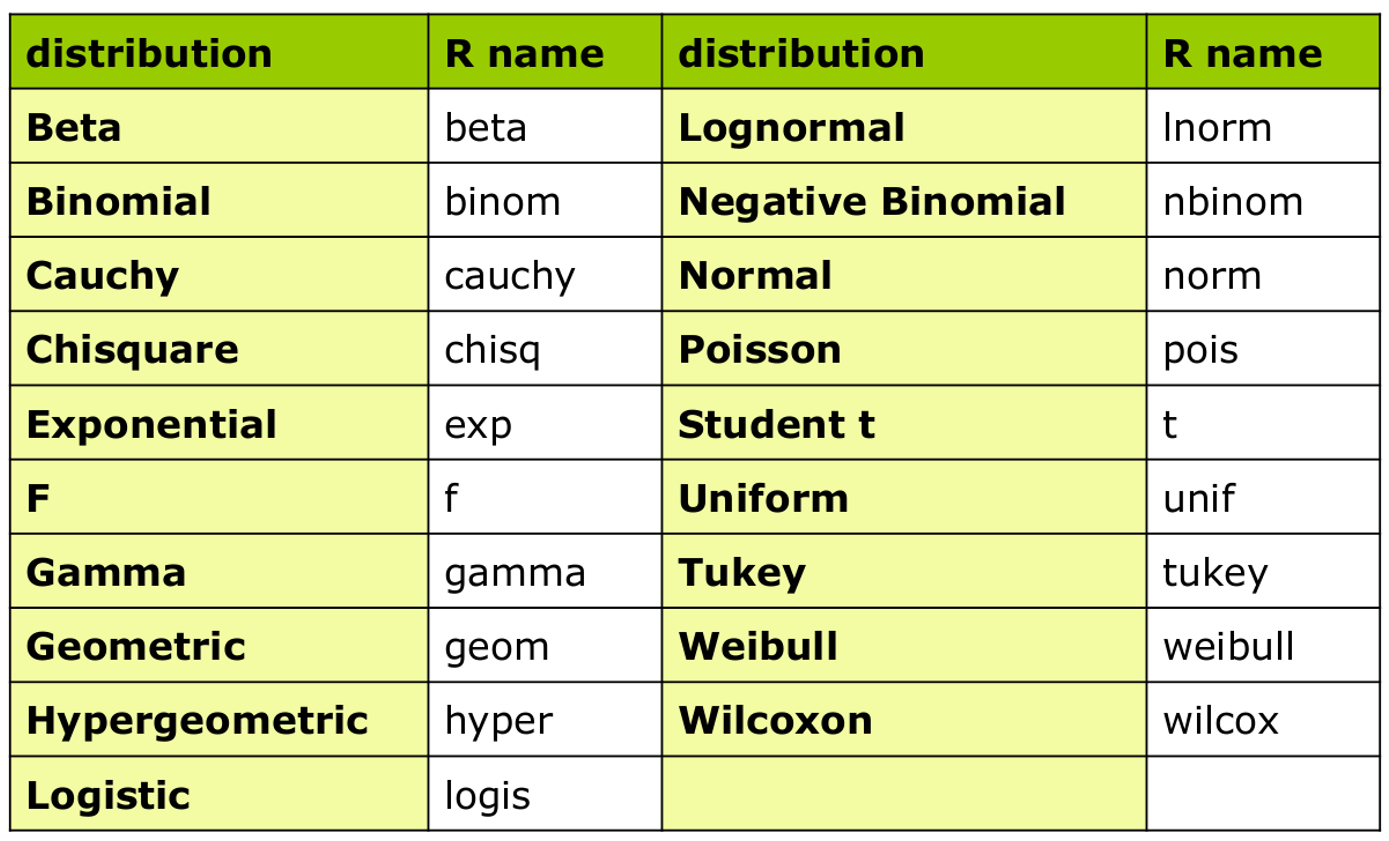 distribution R name distribution R name
Beta beta Lognormal lnorm
Binomial binom Negative Binomial nbinom
Cauchy cauchy Normal norm
Chisquare chisq Poisson pois
Exponential exp Student t t
F f Uniform unif
Gamma gamma Tukey tukey
Geometric geom Weibull weibull
Hypergeometric hyper Wilcoxon wilcox
Logistic logis